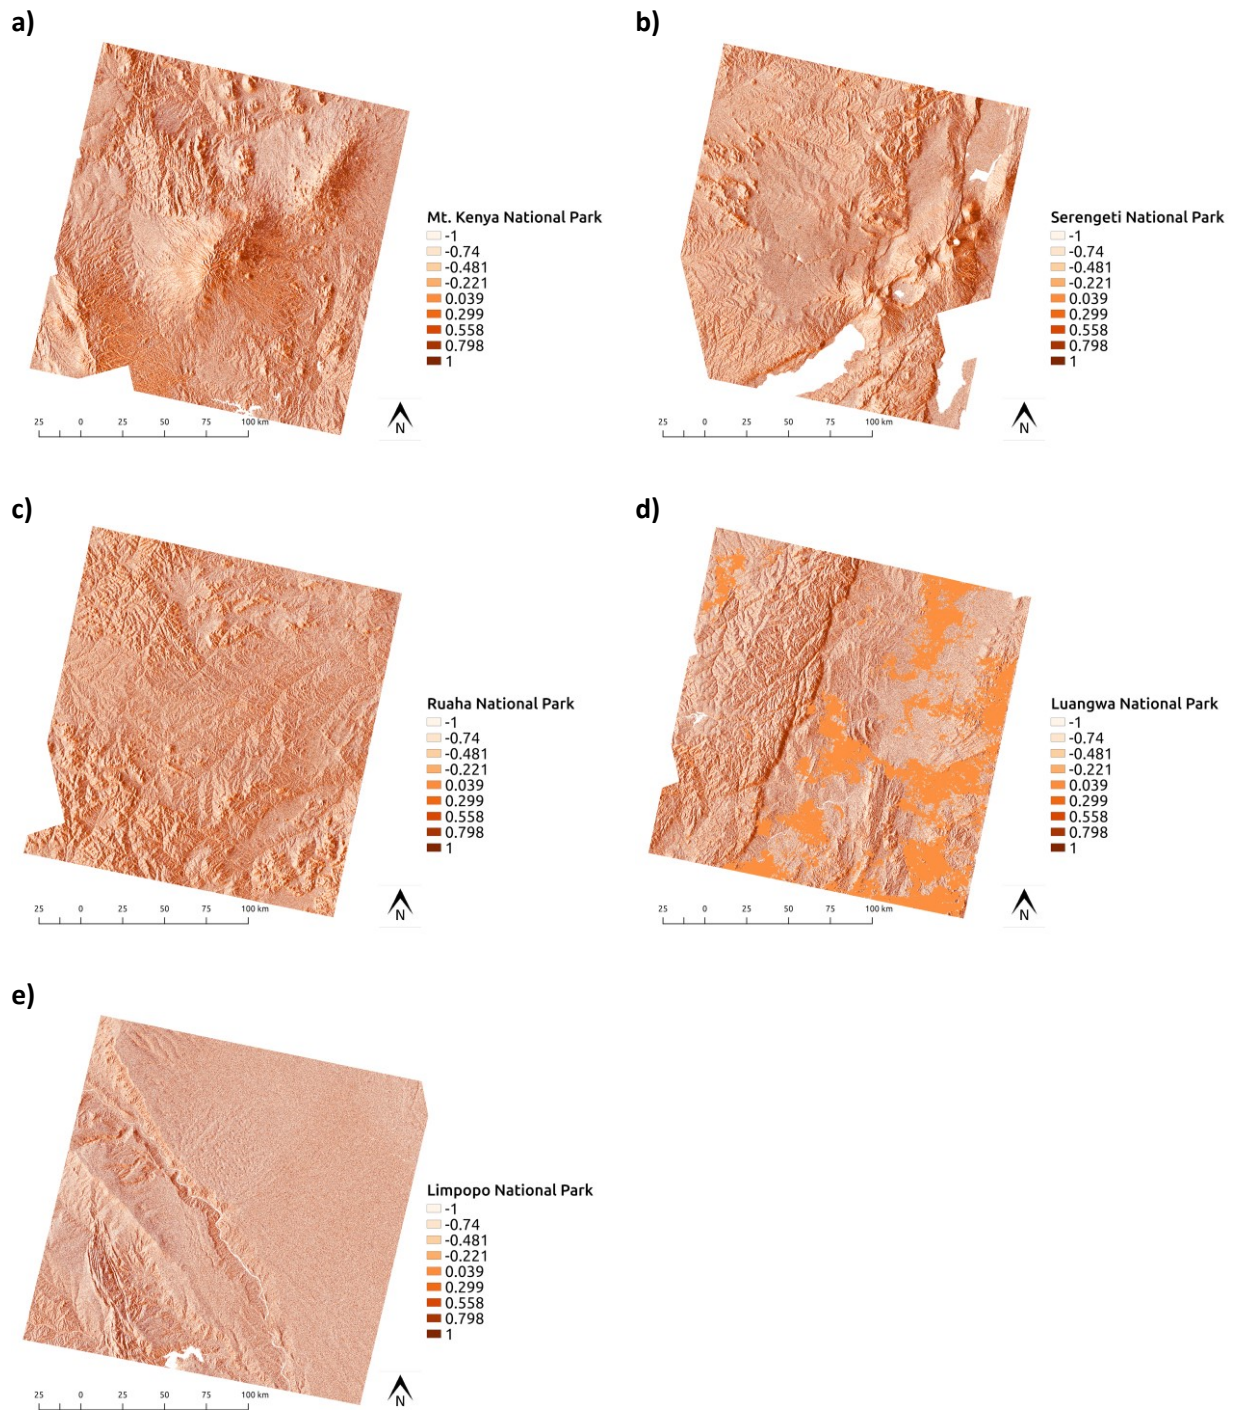 a)
Mt. Kenya National Park
-1
-0.74
-0.481
-0.221
0.039
0.299
0.558
0.798
1
25 0 25 50 75 100 km
N
b)
Serengeti National Park
-1
-0.74
-0.481
-0.221
0.039
0.299
0.558
0.798
1
25 0 25 50 75 100 km
N
c)
Ruaha National Park
-1
-0.74
-0.481
-0.221
0.039
0.299
0.558
0.798
1
25 0 25 50 75 100 km
N
d)
Luangwa National Park
-1
-0.74
-0.481
-0.221
0.039
0.299
0.558
0.798
1
25 0 25 50 75 100 km
N
e)
Limpopo National Park
-1
-0.74
-0.481
-0.221
0.039
0.299
0.558
0.798
1
25 0 25 50 75 100 km
N